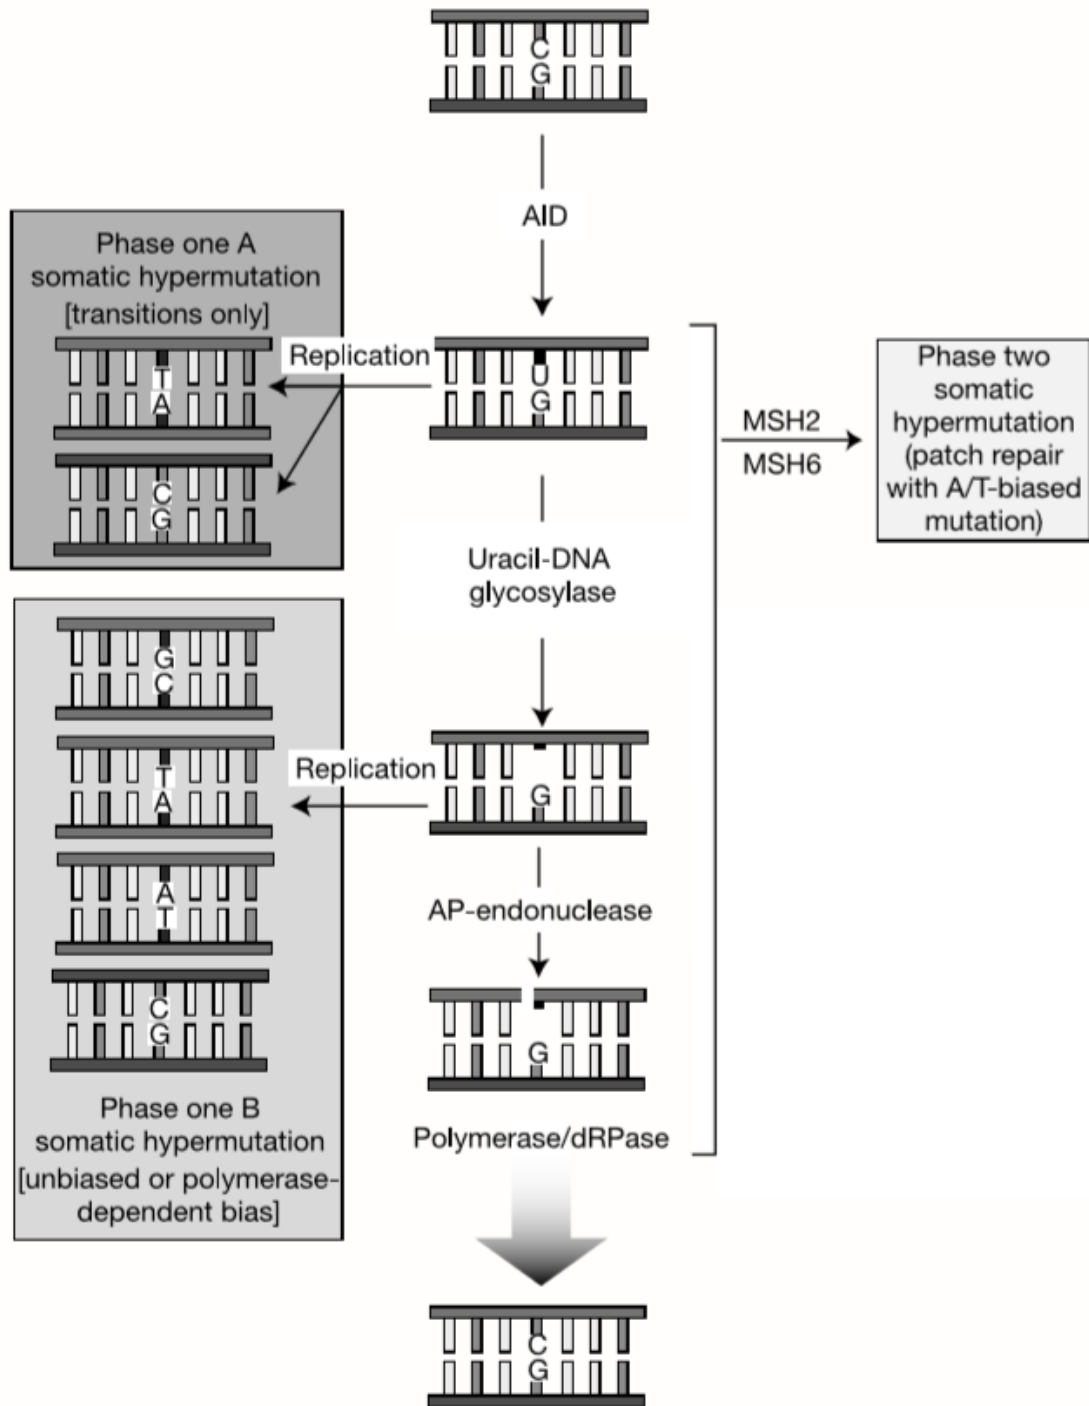 C
G
AID
Phase one A
somatic hypermutation
[transitions only]
T
A
C
G
Replication
U
G
MSH2
MSH6
Phase two
somatic
hypermutation
(patch repair
with A/T-biased
mutation)
Uracil-DNA
glycosylase
G
C
T
A
A
T
C
G
Phase one B
somatic hypermutation
[unbiased or polymerase-
dependent bias]
Replication
G
AP-endonuclease
G
Polymerase/dRPase
C
G